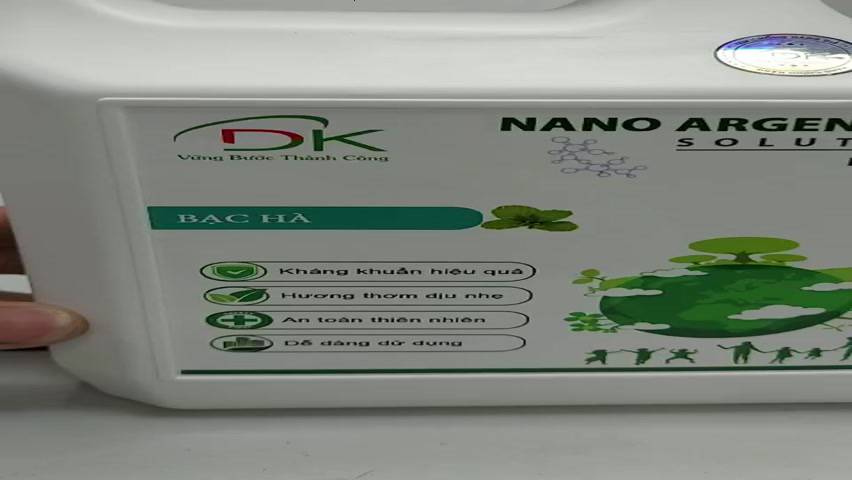 DK
Vững Bước Thành Công
NANO ARGEN
SOLUT
BẠC HÀ
Kháng khuẩn hiệu quả
Hương thơm dịu nhẹ
An toàn thiên nhiên
Dễ dàng dử dụng